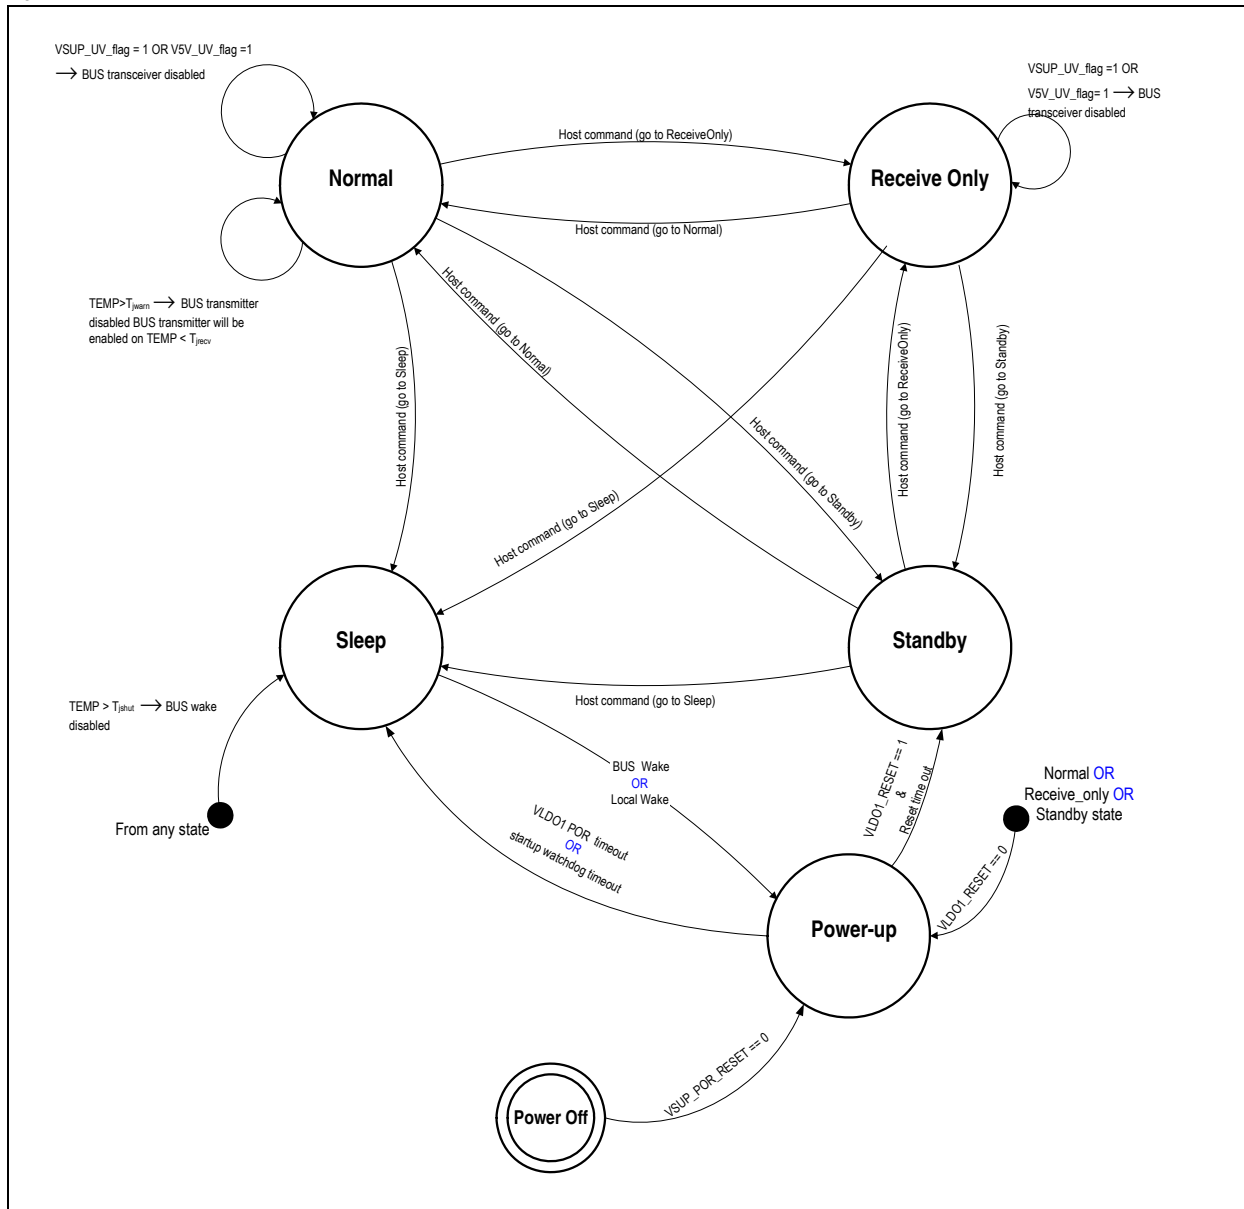 VSUP_UV_flag = 1 OR V5V_UV_flag =1
→ BUS transceiver disabled
VSUP_UV_flag =1 OR
V5V_UV_flag= 1 → BUS
transceiver disabled
Host command (go to ReceiveOnly)
Normal
Receive Only
Host command (go to Normal)
TEMP>Tjwarn → BUS transmitter
disabled BUS transmitter will be
enabled on TEMP < Tjrecv
Host command (go to Sleep)
Host command (go to Normal)
Host command (go to Standby)
Host command (go to Sleep)
Host command (go to ReceiveOnly)
Host command (go to Standby)
Sleep
Standby
Host command (go to Sleep)
TEMP > Tjshut → BUS wake
disabled
From any state
BUS Wake
OR
Local Wake
VLDO1 POR timeout
OR
startup watchdog timeout
VLDO1_RESET == 1
&
Reset time out
Normal OR
Receive_only OR
Standby state
VLDO1_RESET == 0
Power-up
VSUP_POR_RESET == 0
Power Off